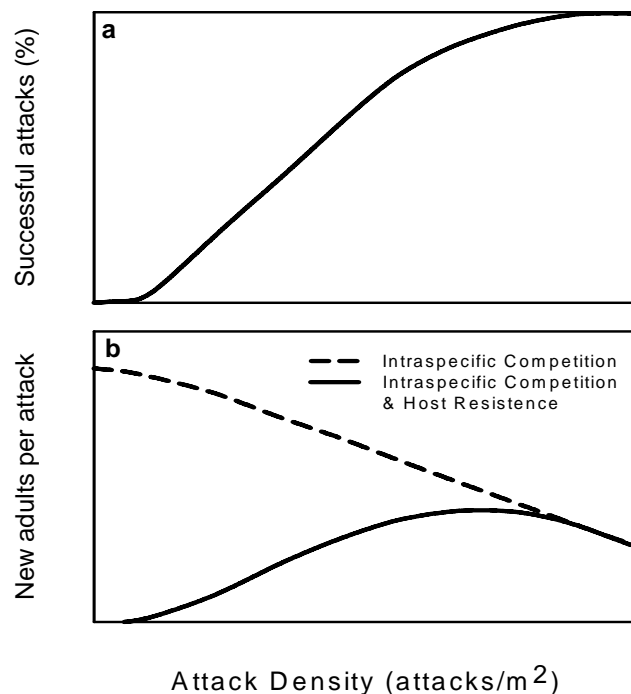 a
Successful attacks (%)
b
Intraspecific Competition
Intraspecific Competition
& Host Resistence
New adults per attack
Attack Density (attacks/m²)